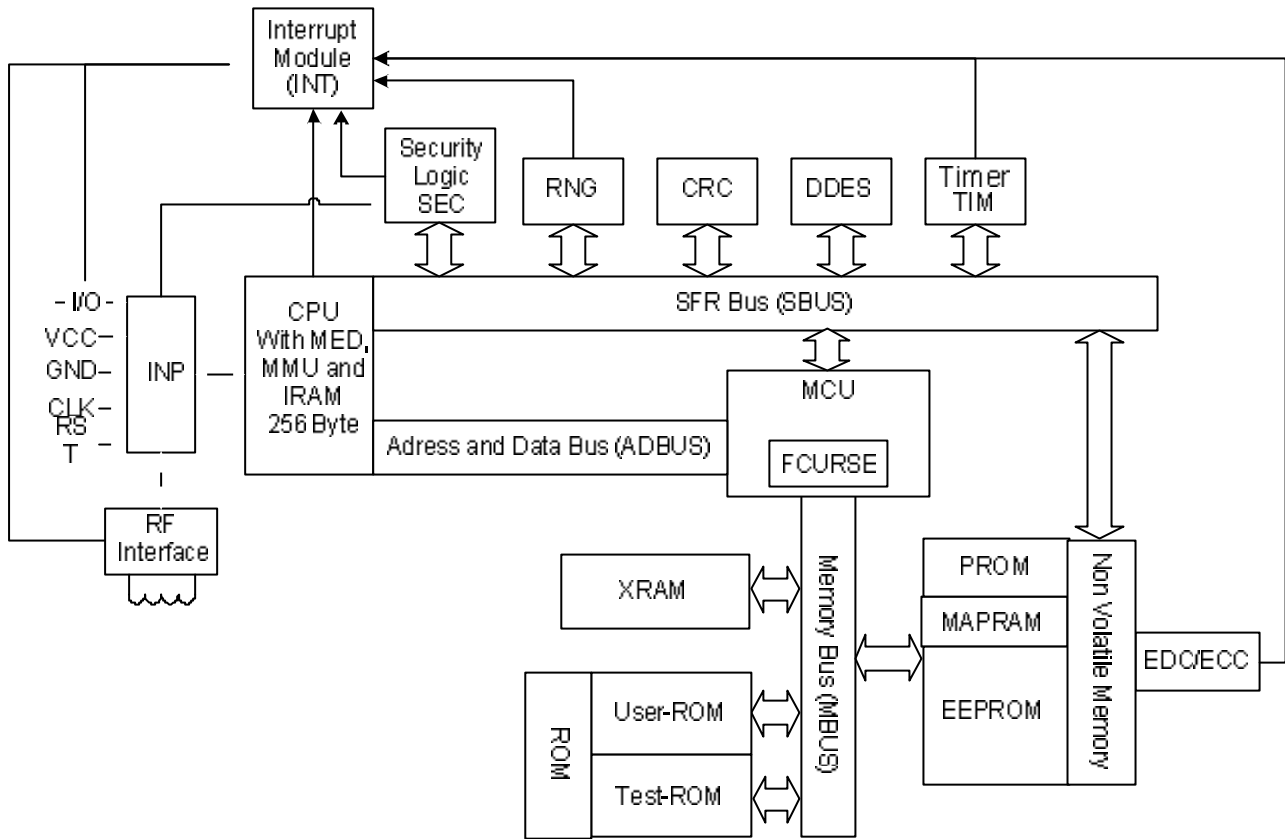 Interrupt
Module
(INT)
Security
Logic
SEC
RNG
CRC
DDES
Timer
TIM
SFR Bus (SBUS)
- I/O -
VCC
GND
CLK
RS
T
INP
CPU
With MED,
MMU and
IRAM
256 Byte
MCU
FCURSE
Adress and Data Bus (ADBUS)
RF
Interface
XRAM
Memory Bus (MBUS)
PROM
MAPRAM
EEPROM
Non Volatile Memory
EDC/ECC
ROM
User-ROM
Test-ROM